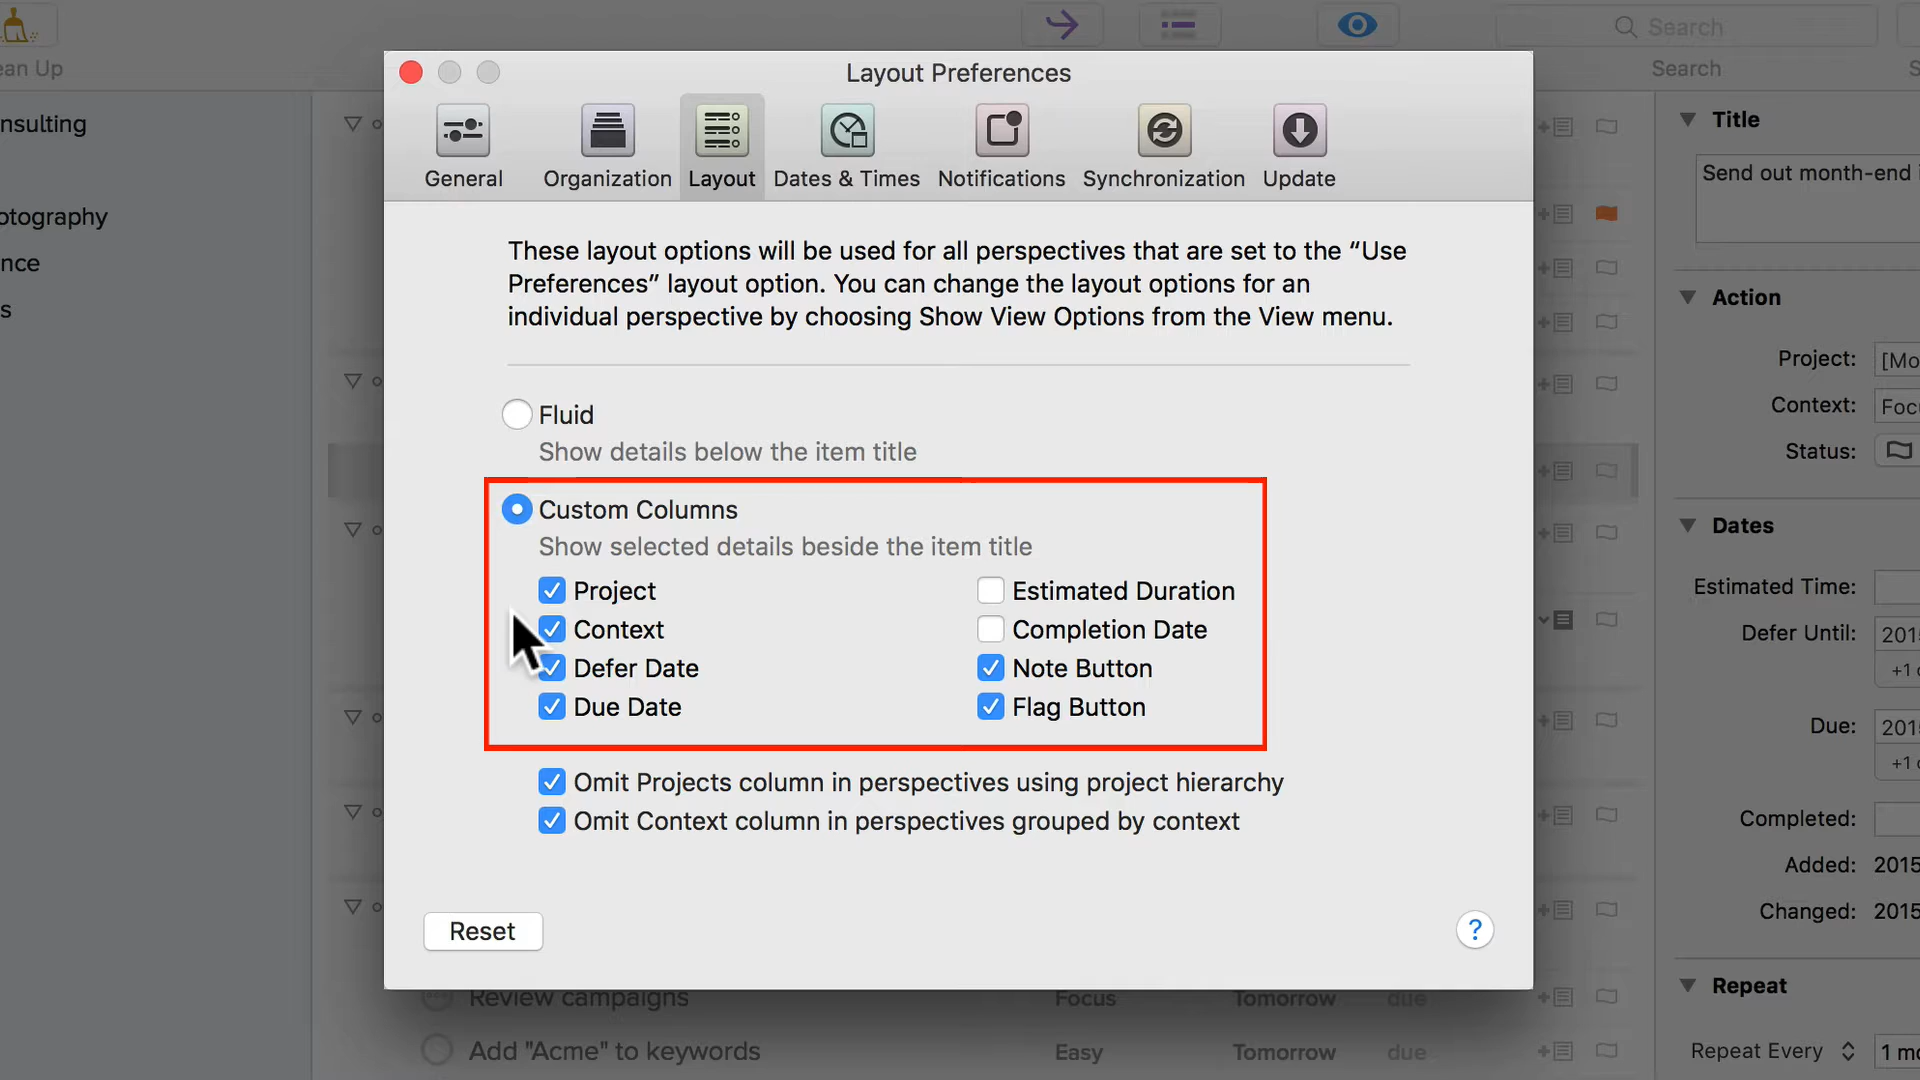 ean Up
Search
Search
Layout Preferences
General
Organization
Layout
Dates & Times
Notifications
Synchronization
Update
nsulting
otography
nce
s
These layout options will be used for all perspectives that are set to the “Use
Preferences” layout option. You can change the layout options for an
individual perspective by choosing Show View Options from the View menu.
Fluid
Show details below the item title
Custom Columns
Show selected details beside the item title
Project
Context
Defer Date
Due Date
Estimated Duration
Completion Date
Note Button
Flag Button
Omit Projects column in perspectives using project hierarchy
Omit Context column in perspectives grouped by context
Reset
?
Review campaigns Focus Tomorrow due
Add "Acme" to keywords Easy Tomorrow due
Title
Send out month-end
Action
Project: [Mo
Context: Focu
Status:
Dates
Estimated Time:
Defer Until: 2015
+1
Due: 2015
+1
Completed:
Added: 2015
Changed: 2015
Repeat
Repeat Every 1 mo